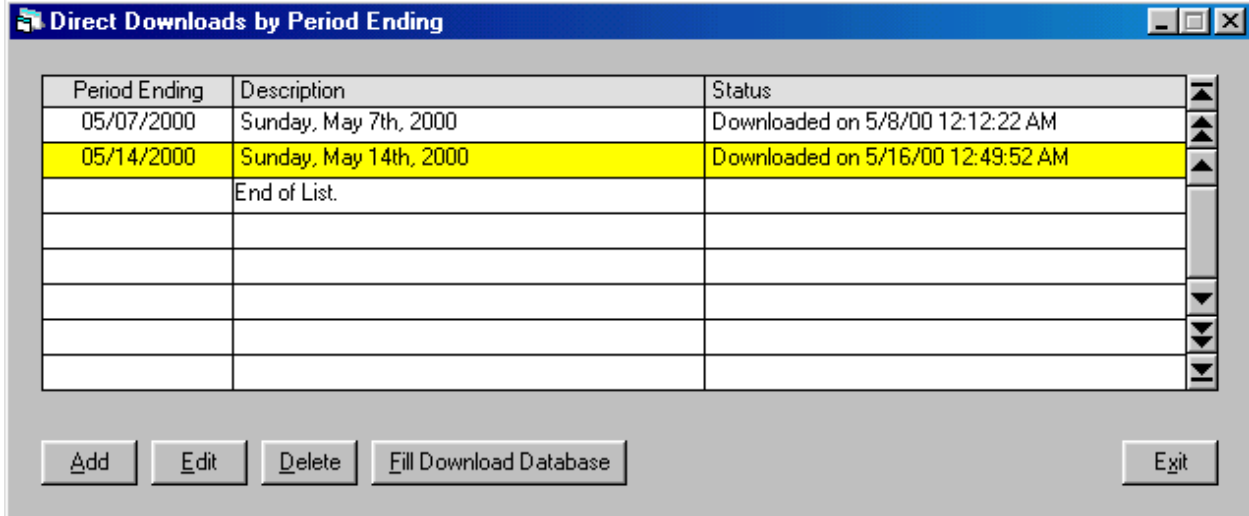 Direct Downloads by Period Ending
Period Ending Description Status
05/07/2000 Sunday, May 7th, 2000 Downloaded on 5/8/00 12:12:22 AM
05/14/2000 Sunday, May 14th, 2000 Downloaded on 5/16/00 12:49:52 AM
End of List.
Add Edit Delete Fill Download Database Exit